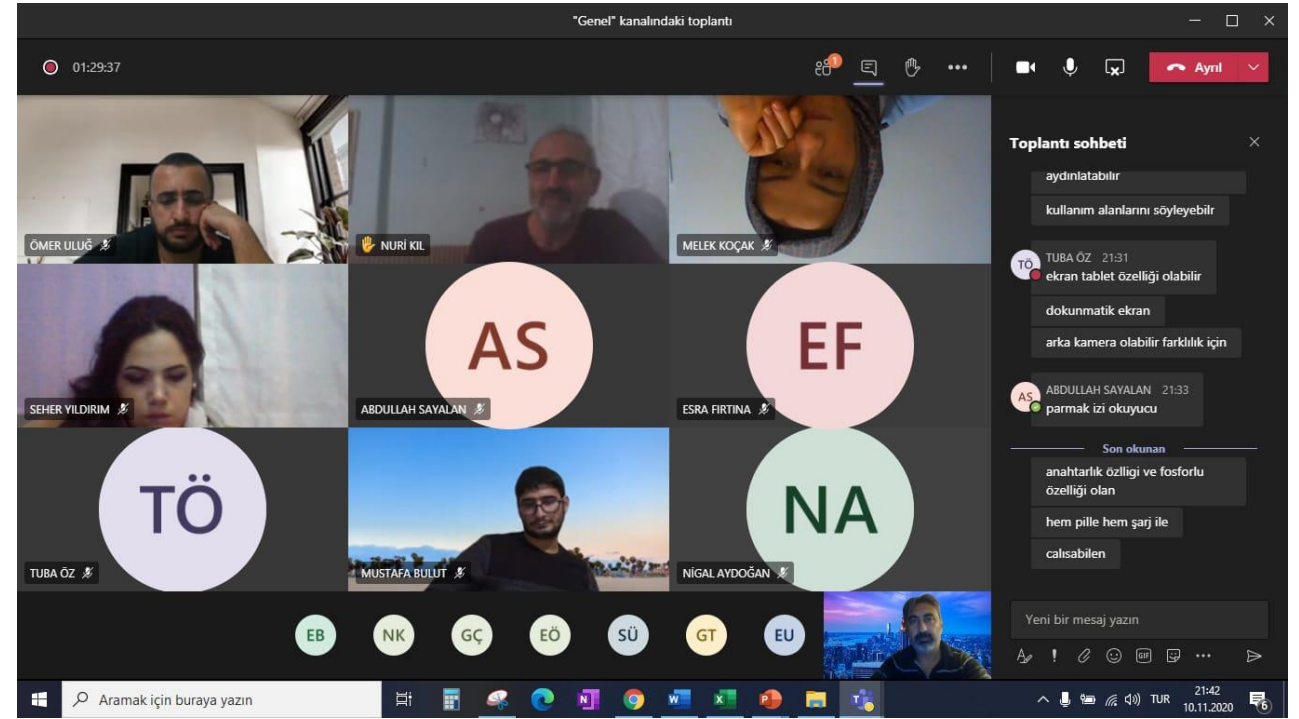 "Genel" kanalındaki toplantı
01:29:37
1
Ayrıl
ÖMER ULUĞ
NURİ KIL
MELEK KOÇAK
SEHER YILDIRIM
AS
ABDULLAH SAYALAN
EF
ESRA FIRTINA
TÖ
TUBA ÖZ
MUSTAFA BULUT
NA
NİGAL AYDOĞAN
EB
NK
GÇ
EÖ
SÜ
GT
EU
Toplantı sohbeti
aydınlatabılır
kullanım alanlarını söyleyebilr
TÖ
TUBA ÖZ 21:31
ekran tablet özelliği olabilir
dokunmatik ekran
arka kamera olabilir farklılık için
AS
ABDULLAH SAYALAN 21:33
parmak izi okuyucu
Son okunan
anahtarlık özlligi ve fosforlu
özelliği olan
hem pille hem şarj ile
calısabilen
Yeni bir mesaj yazın
GIF
Aramak için buraya yazın
TUR
21:42
10.11.2020
6